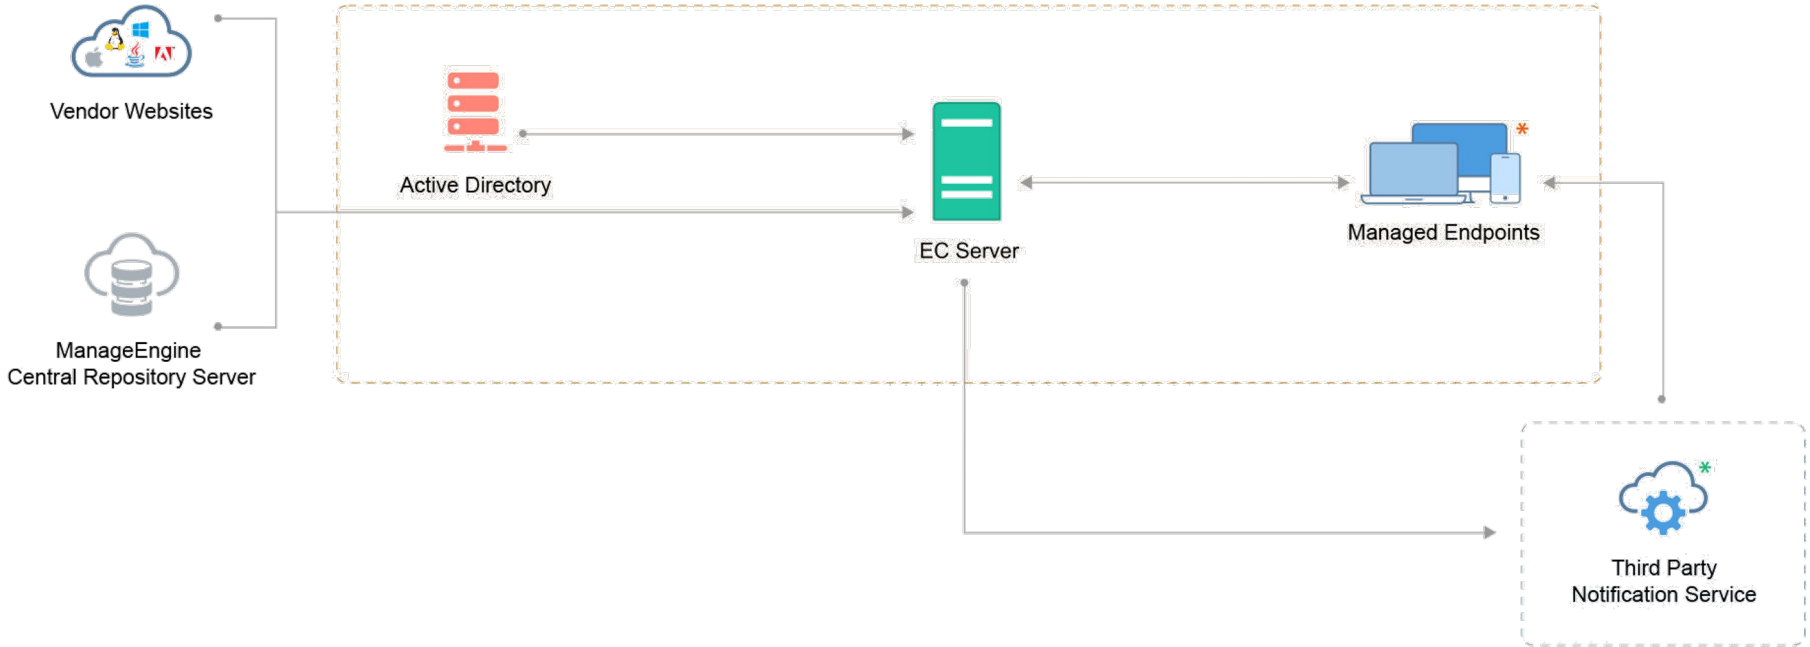 Vendor Websites
Active Directory
EC Server
Managed Endpoints
*
ManageEngine
Central Repository Server
*
Third Party
Notification Service